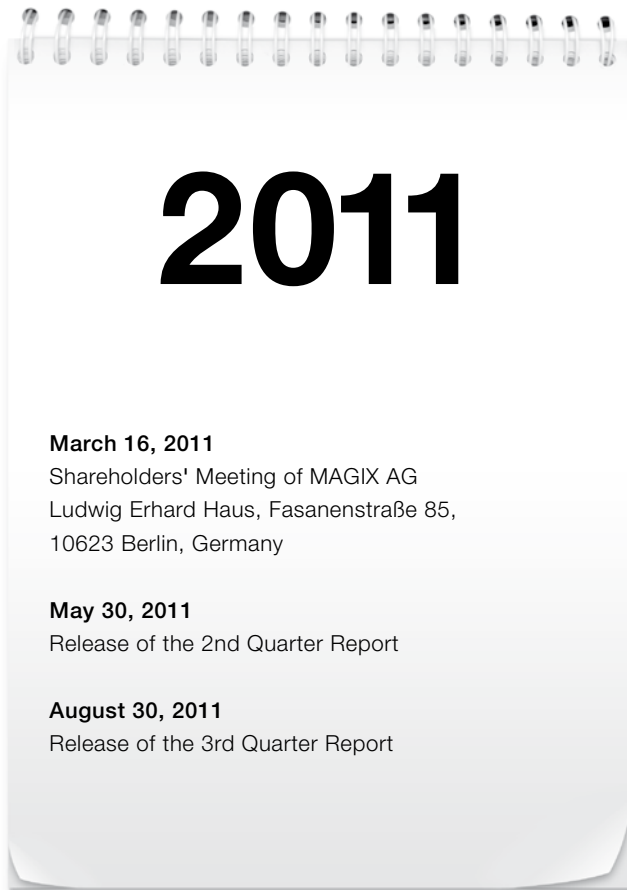 2011
March 16, 2011
Shareholders' Meeting of MAGIX AG
Ludwig Erhard Haus, Fasanenstraße 85,
10623 Berlin, Germany
May 30, 2011
Release of the 2nd Quarter Report
August 30, 2011
Release of the 3rd Quarter Report